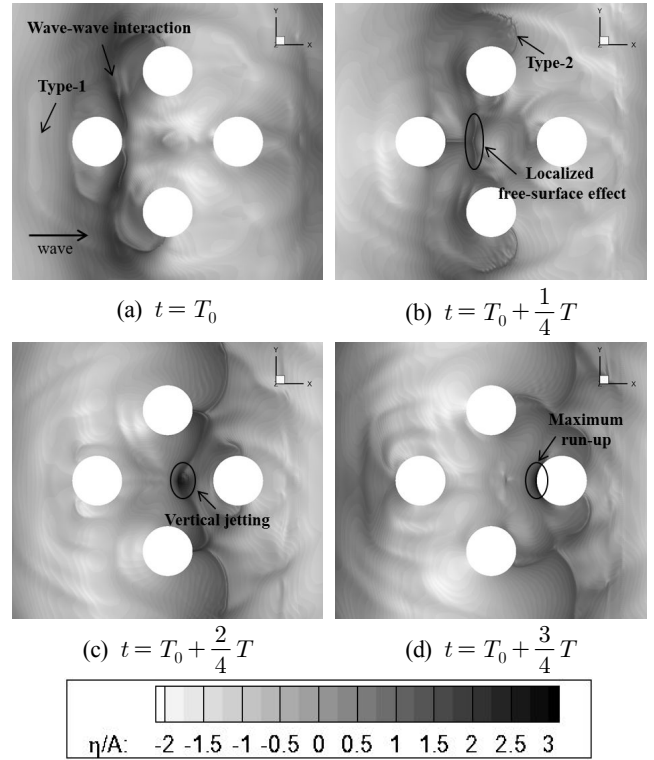 Wave-wave interaction
Type-1
wave
Y
X
(a) t = T₀
Type-2
Localized
free-surface effect
Y
X
(b) t = T₀ + 1/4 T
Vertical jetting
Y
X
(c) t = T₀ + 2/4 T
Maximum
run-up
Y
X
(d) t = T₀ + 3/4 T
η/A: -2 -1.5 -1 -0.5 0 0.5 1 1.5 2 2.5 3